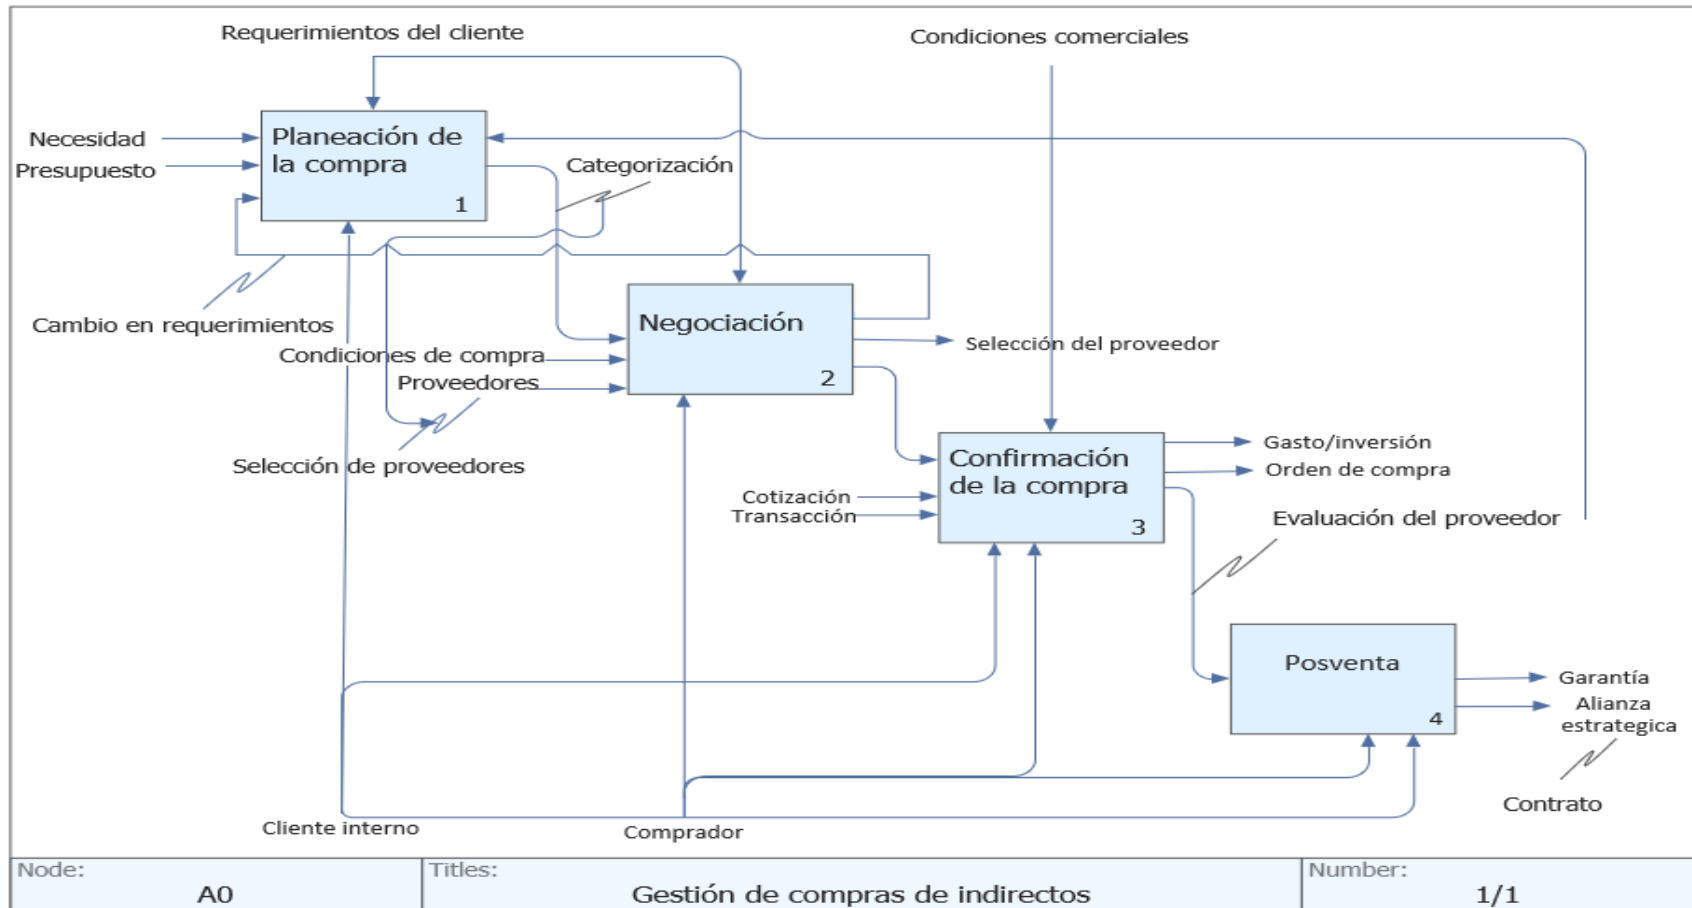 Requerimientos del cliente
Condiciones comerciales
Necesidad
Presupuesto
Planeación de
la compra
1
Categorización
Cambio en requerimientos
Negociación
2
Condiciones de compra
Proveedores
Selección del proveedor
Selección de proveedores
Confirmación
de la compra
3
Cotización
Transacción
Gasto/inversión
Orden de compra
Evaluación del proveedor
Posventa
4
Garantía
Alianza
estrategica
Contrato
Cliente interno
Comprador
Node:
A0
Titles:
Gestión de compras de indirectos
Number:
1/1